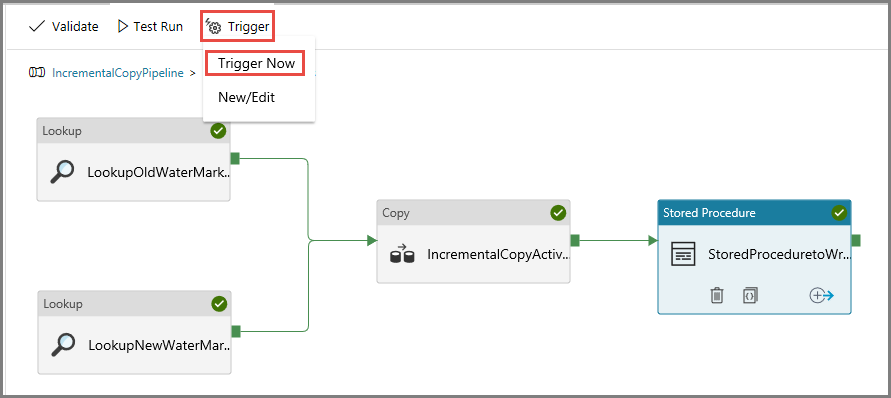 Validate
Test Run
Trigger
Trigger Now
New/Edit
IncrementalCopyPipeline >
Lookup
LookupOldWaterMark...
Copy
IncrementalCopyActiv...
Stored Procedure
StoredProceduretoWr...
Lookup
LookupNewWaterMar...